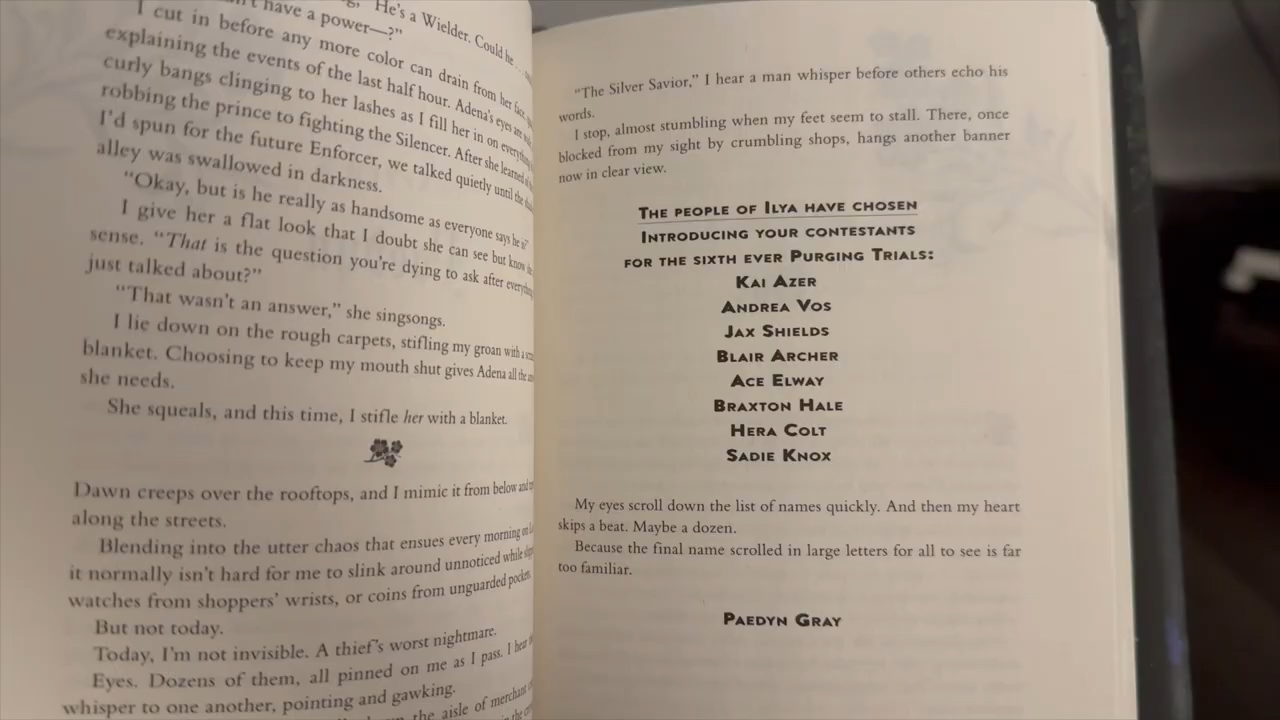 He's a Wielder. Could he
have a power—?"
I cut in before any more color can drain from her face,
explaining the events of the last half hour. Adena's eyes are
curly bangs clinging to her lashes as I fill her in on everything
robbing the prince to fighting the Silencer. After she learned of
I'd spun for the future Enforcer, we talked quietly until the
alley was swallowed in darkness.
"Okay, but is he really as handsome as everyone says he is?"
I give her a flat look that I doubt she can see but know
sense. "That is the question you're dying to ask after everything
just talked about?"
"That wasn't an answer," she singsongs.
I lie down on the rough carpets, stifling my groan with a
blanket. Choosing to keep my mouth shut gives Adena all the
she needs.
She squeals, and this time, I stifle her with a blanket.
Dawn creeps over the rooftops, and I mimic it from below and
along the streets.
Blending into the utter chaos that ensues every morning on
it normally isn't hard for me to slink around unnoticed while
watches from shoppers' wrists, or coins from unguarded pockets.
But not today.
Today, I'm not invisible. A thief's worst nightmare.
Eyes. Dozens of them, all pinned on me as I pass. I hear
whisper to one another, pointing and gawking.
the aisle of merchant
"The Silver Savior," I hear a man whisper before others echo his
words.
I stop, almost stumbling when my feet seem to stall. There, once
blocked from my sight by crumbling shops, hangs another banner
now in clear view.
THE PEOPLE OF ILYA HAVE CHOSEN
INTRODUCING YOUR CONTESTANTS
FOR THE SIXTH EVER PURGING TRIALS:
KAI AZER
ANDREA VOS
JAX SHIELDS
BLAIR ARCHER
ACE ELWAY
BRAXTON HALE
HERA COLT
SADIE KNOX
My eyes scroll down the list of names quickly. And then my heart
skips a beat. Maybe a dozen.
Because the final name scrolled in large letters for all to see is far
too familiar.
PAEDYN GRAY